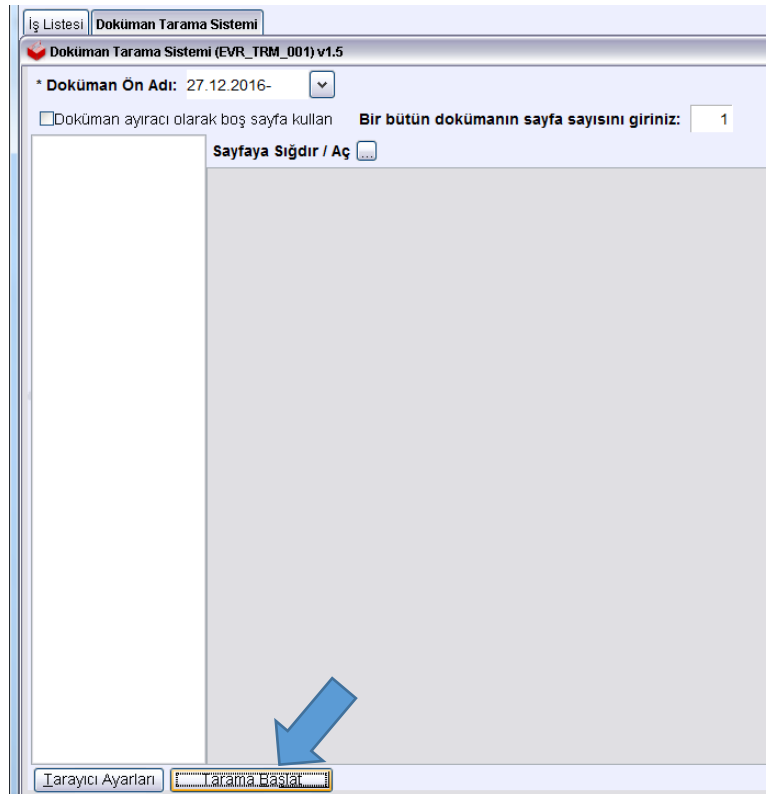 İş Listesi Doküman Tarama Sistemi
Doküman Tarama Sistemi (EVR_TRM_001) v1.5
* Doküman Ön Adı: 27.12.2016-
Doküman ayıracı olarak boş sayfa kullan Bir bütün dokümanın sayfa sayısını giriniz: 1
Sayfaya Sığdır / Aç ...
Tarayıcı Ayarları Tarama Başlat